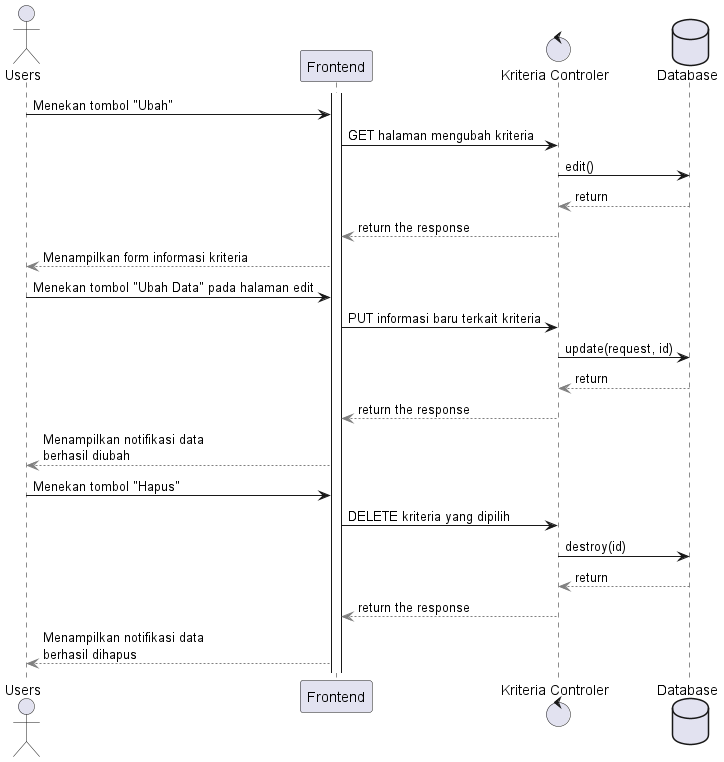 Users
Frontend
Kriteria Controler
Database
Menekan tombol "Ubah"
GET halaman mengubah kriteria
edit()
return
return the response
Menampilkan form informasi kriteria
Menekan tombol "Ubah Data" pada halaman edit
PUT informasi baru terkait kriteria
update(request, id)
return
return the response
Menampilkan notifikasi data
berhasil diubah
Menekan tombol "Hapus"
DELETE kriteria yang dipilih
destroy(id)
return
return the response
Menampilkan notifikasi data
berhasil dihapus
Users
Frontend
Kriteria Controler
Database